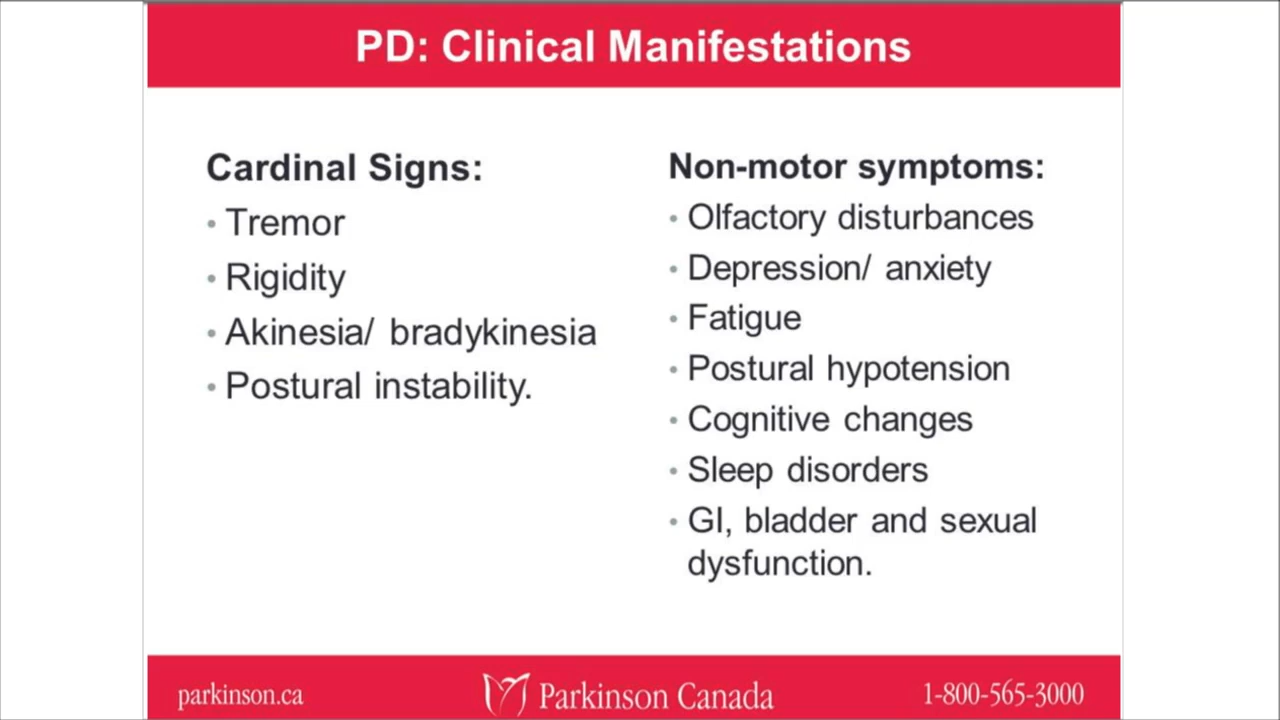 PD: Clinical Manifestations
Cardinal Signs:
• Tremor
• Rigidity
• Akinesia/ bradykinesia
• Postural instability.
Non-motor symptoms:
• Olfactory disturbances
• Depression/ anxiety
• Fatigue
• Postural hypotension
• Cognitive changes
• Sleep disorders
• GI, bladder and sexual
dysfunction.
parkinson.ca
Parkinson Canada
1-800-565-3000